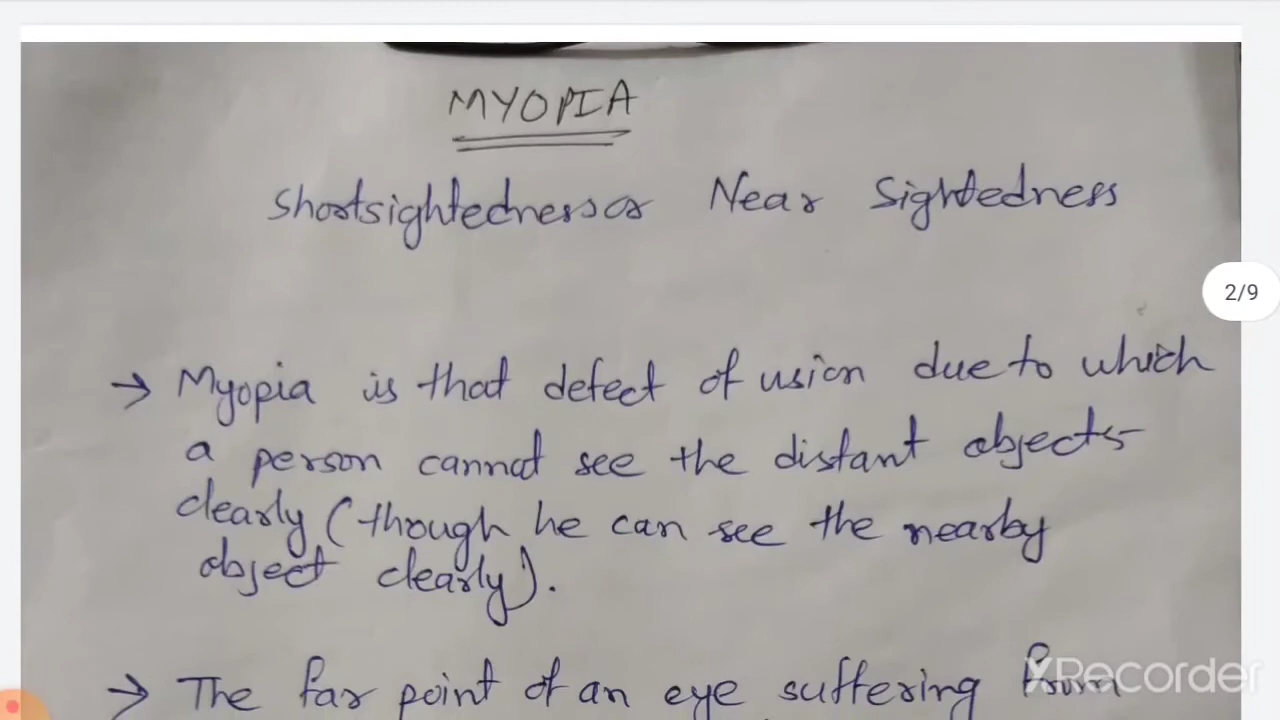 MYOPIA
Shortsightedness or Near Sightedness
2/9
→ Myopia is that defect of usion due to which
a person cannot see the distant objects
clearly (though he can see the nearby
object clearly).
→ The far point of an eye suffering from
XRecorder